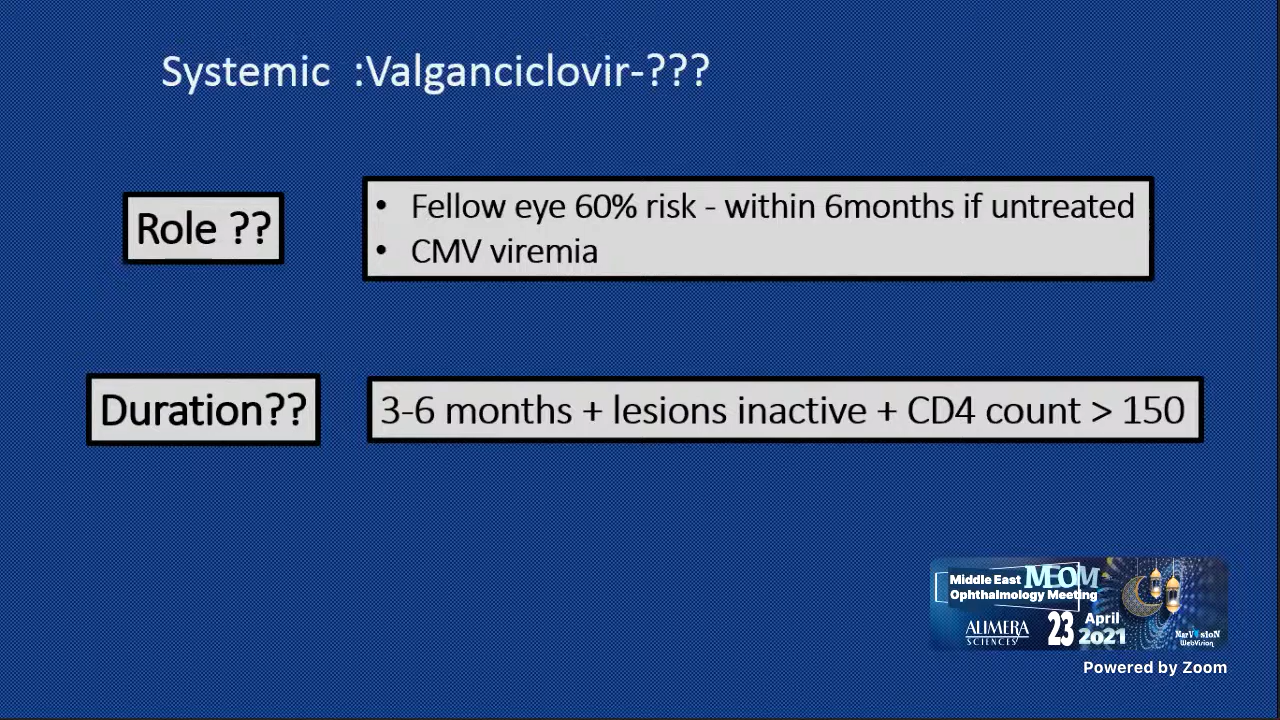 Systemic :Valganciclovir-???
Role ??
• Fellow eye 60% risk - within 6months if untreated
• CMV viremia
Duration??
3-6 months + lesions inactive + CD4 count > 150
Middle East MEOM
Ophthalmology Meeting
ALIMERA
SCIENCES
23 April 2021
NarVisioN
WebVision
Powered by Zoom